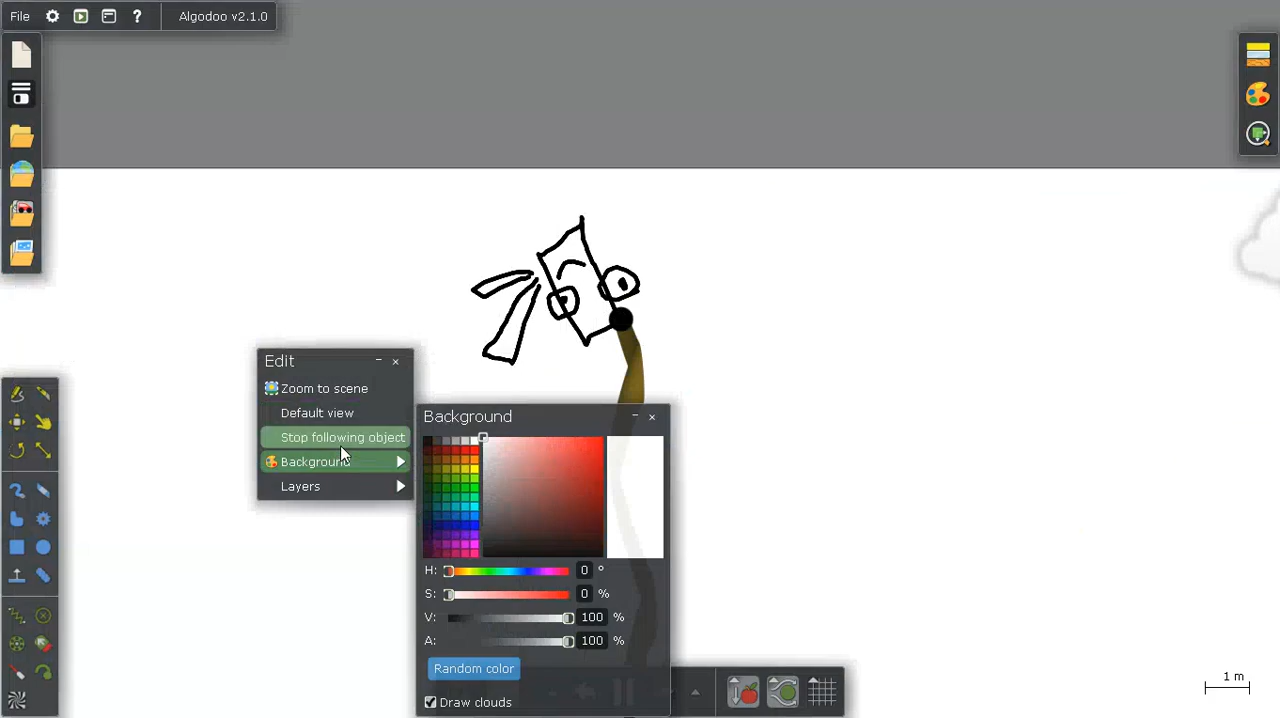 File ? Algodoo v2.1.0
Edit
Zoom to scene
Default view
Stop following object
Background
Layers
Background
H: 0 °
S: 0 %
V: 100 %
A: 100 %
Random color
Draw clouds
1 m